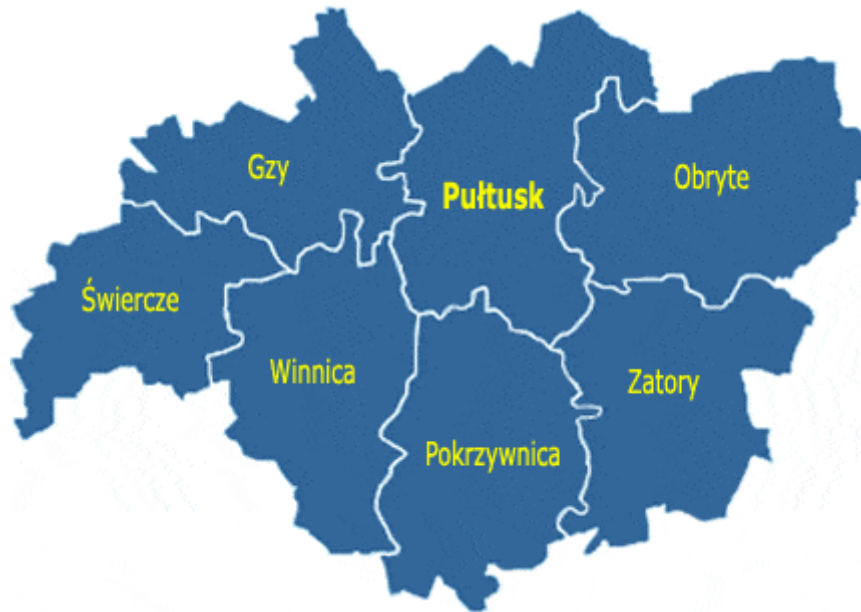 Gzy
Pułtusk
Obryte
Świercze
Winnica
Zatory
Pokrzywnica